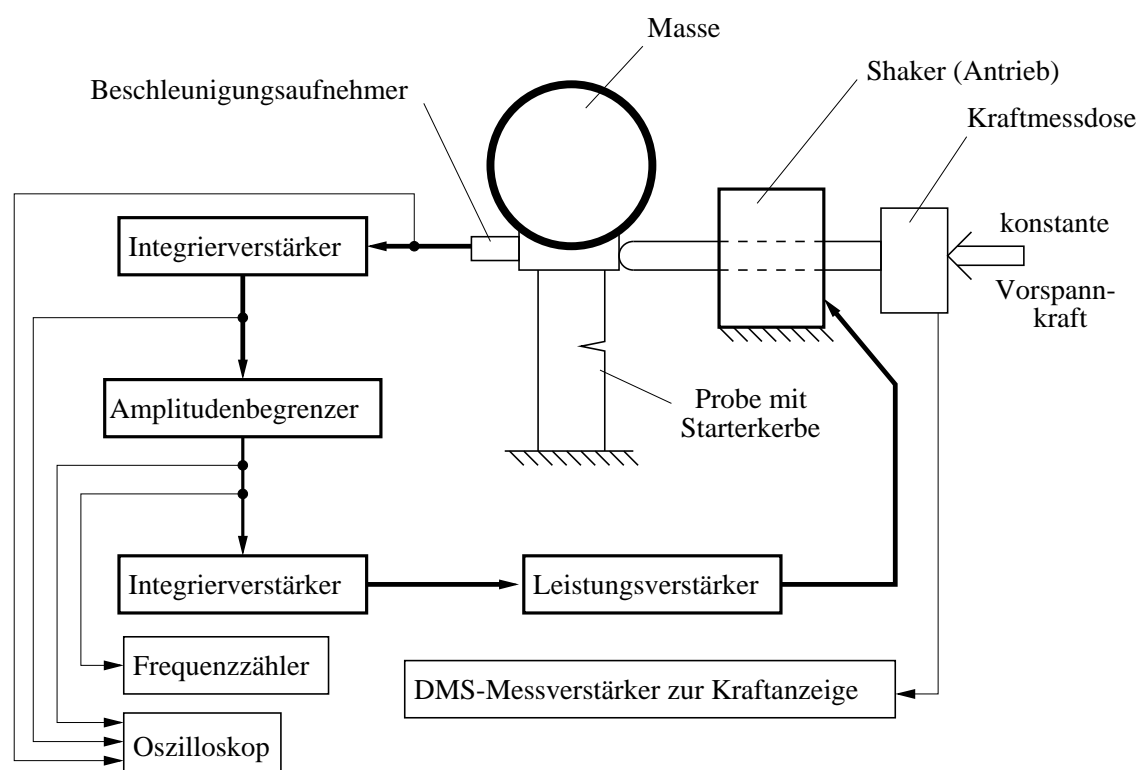 Masse
Shaker (Antrieb)
Beschleunigungsaufnehmer
Kraftmessdose
Integrierverstärker
konstante
Vorspann-
kraft
Amplitudenbegrenzer
Probe mit
Starterkerbe
Integrierverstärker
Leistungsverstärker
Frequenzzähler
DMS-Messverstärker zur Kraftanzeige
Oszilloskop